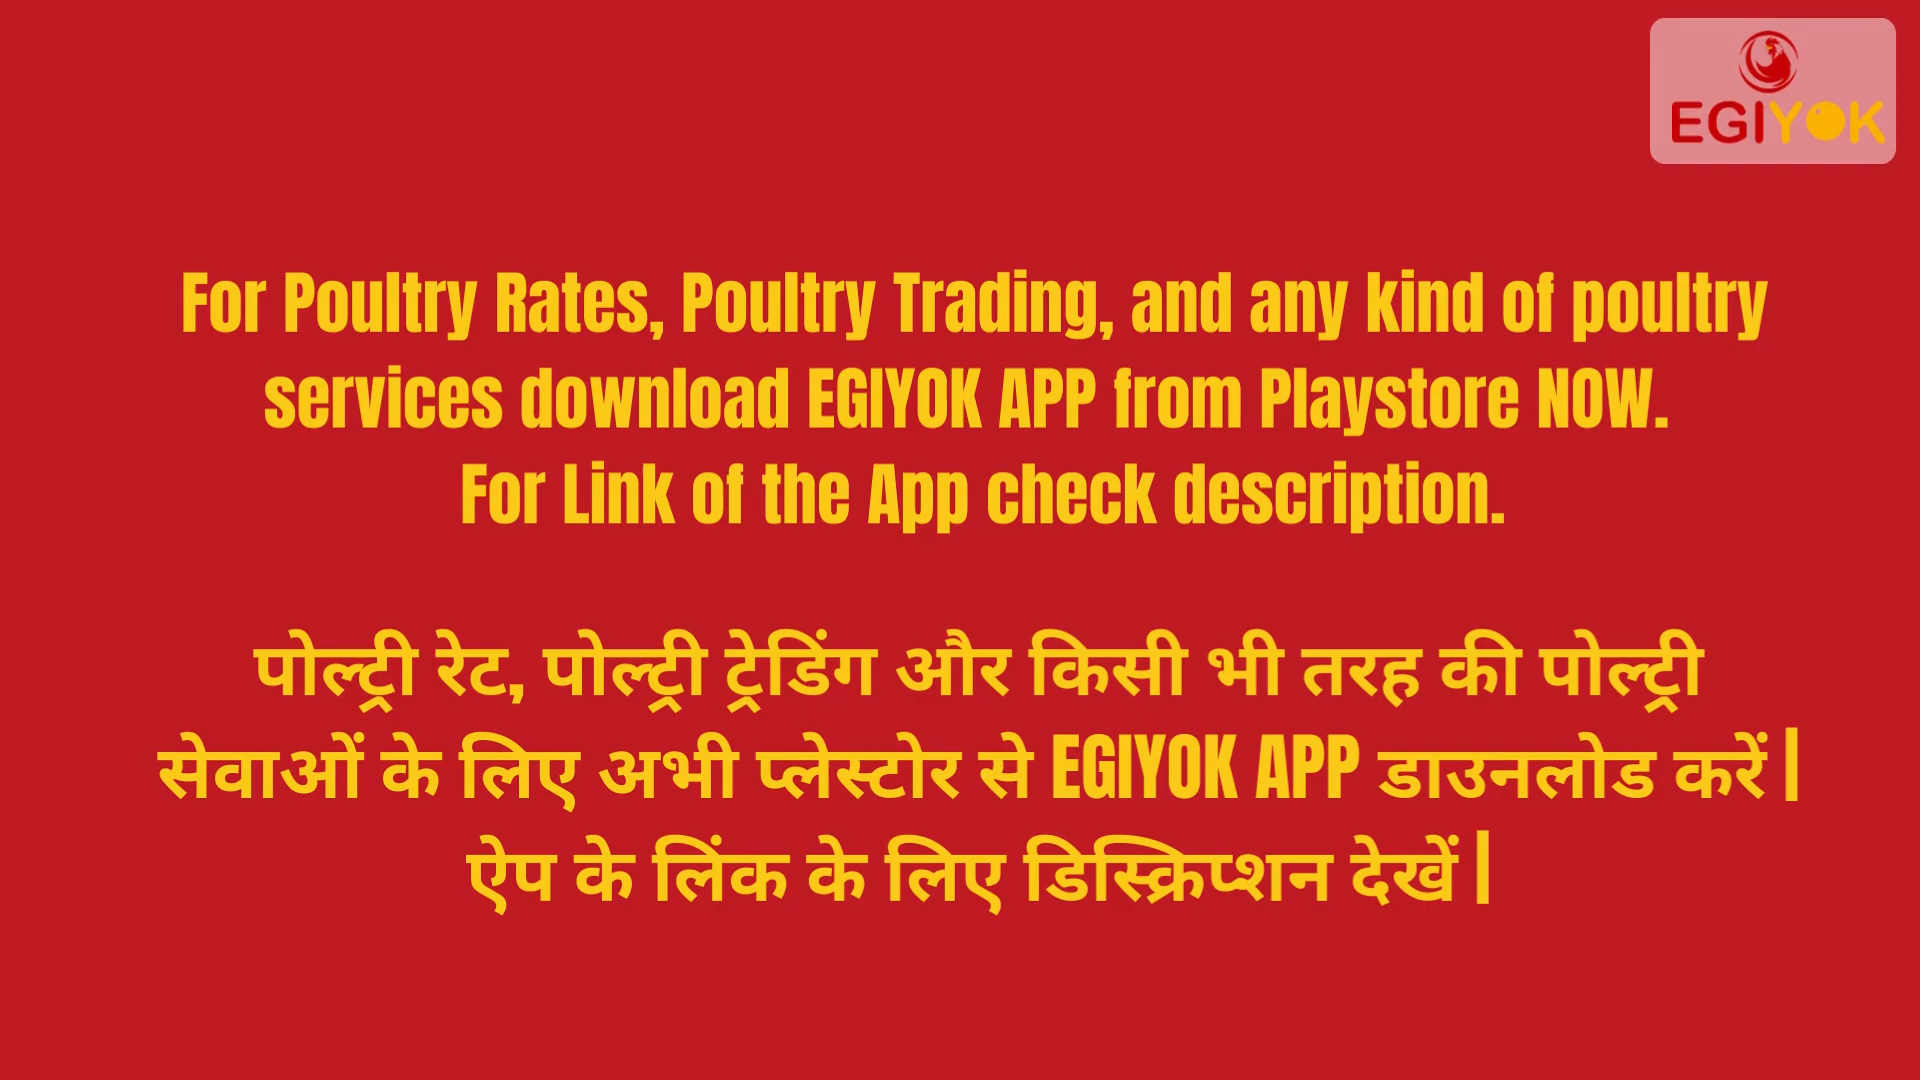 EGIYOK
For Poultry Rates, Poultry Trading, and any kind of poultry
services download EGIYOK APP from Playstore NOW.
For Link of the App check description.
पोल्ट्री रेट, पोल्ट्री ट्रेडिंग और किसी भी तरह की पोल्ट्री
सेवाओं के लिए अभी प्लेस्टोर से EGIYOK APP डाउनलोड करें|
ऐप के लिंक के लिए डिस्क्रिप्शन देखें|